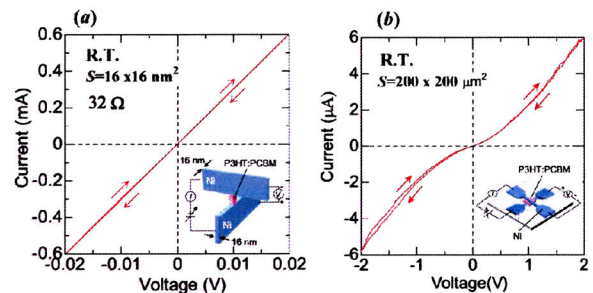 (a)
R.T.
S=16 x16 nm²
32 Ω
P3HT:PCBM
16 nm
Ni
V
I
Ni
16 nm
Current (mA)
0.6
0.4
0.2
0
-0.2
-0.4
-0.6
-0.02
-0.01
0
0.01
0.02
Voltage (V)
(b)
R.T.
S=200 x 200 μm²
P3HT:PCBM
Ni
Current (μA)
6
4
2
0
-2
-4
-6
-2
-1
0
1
2
Voltage(V)